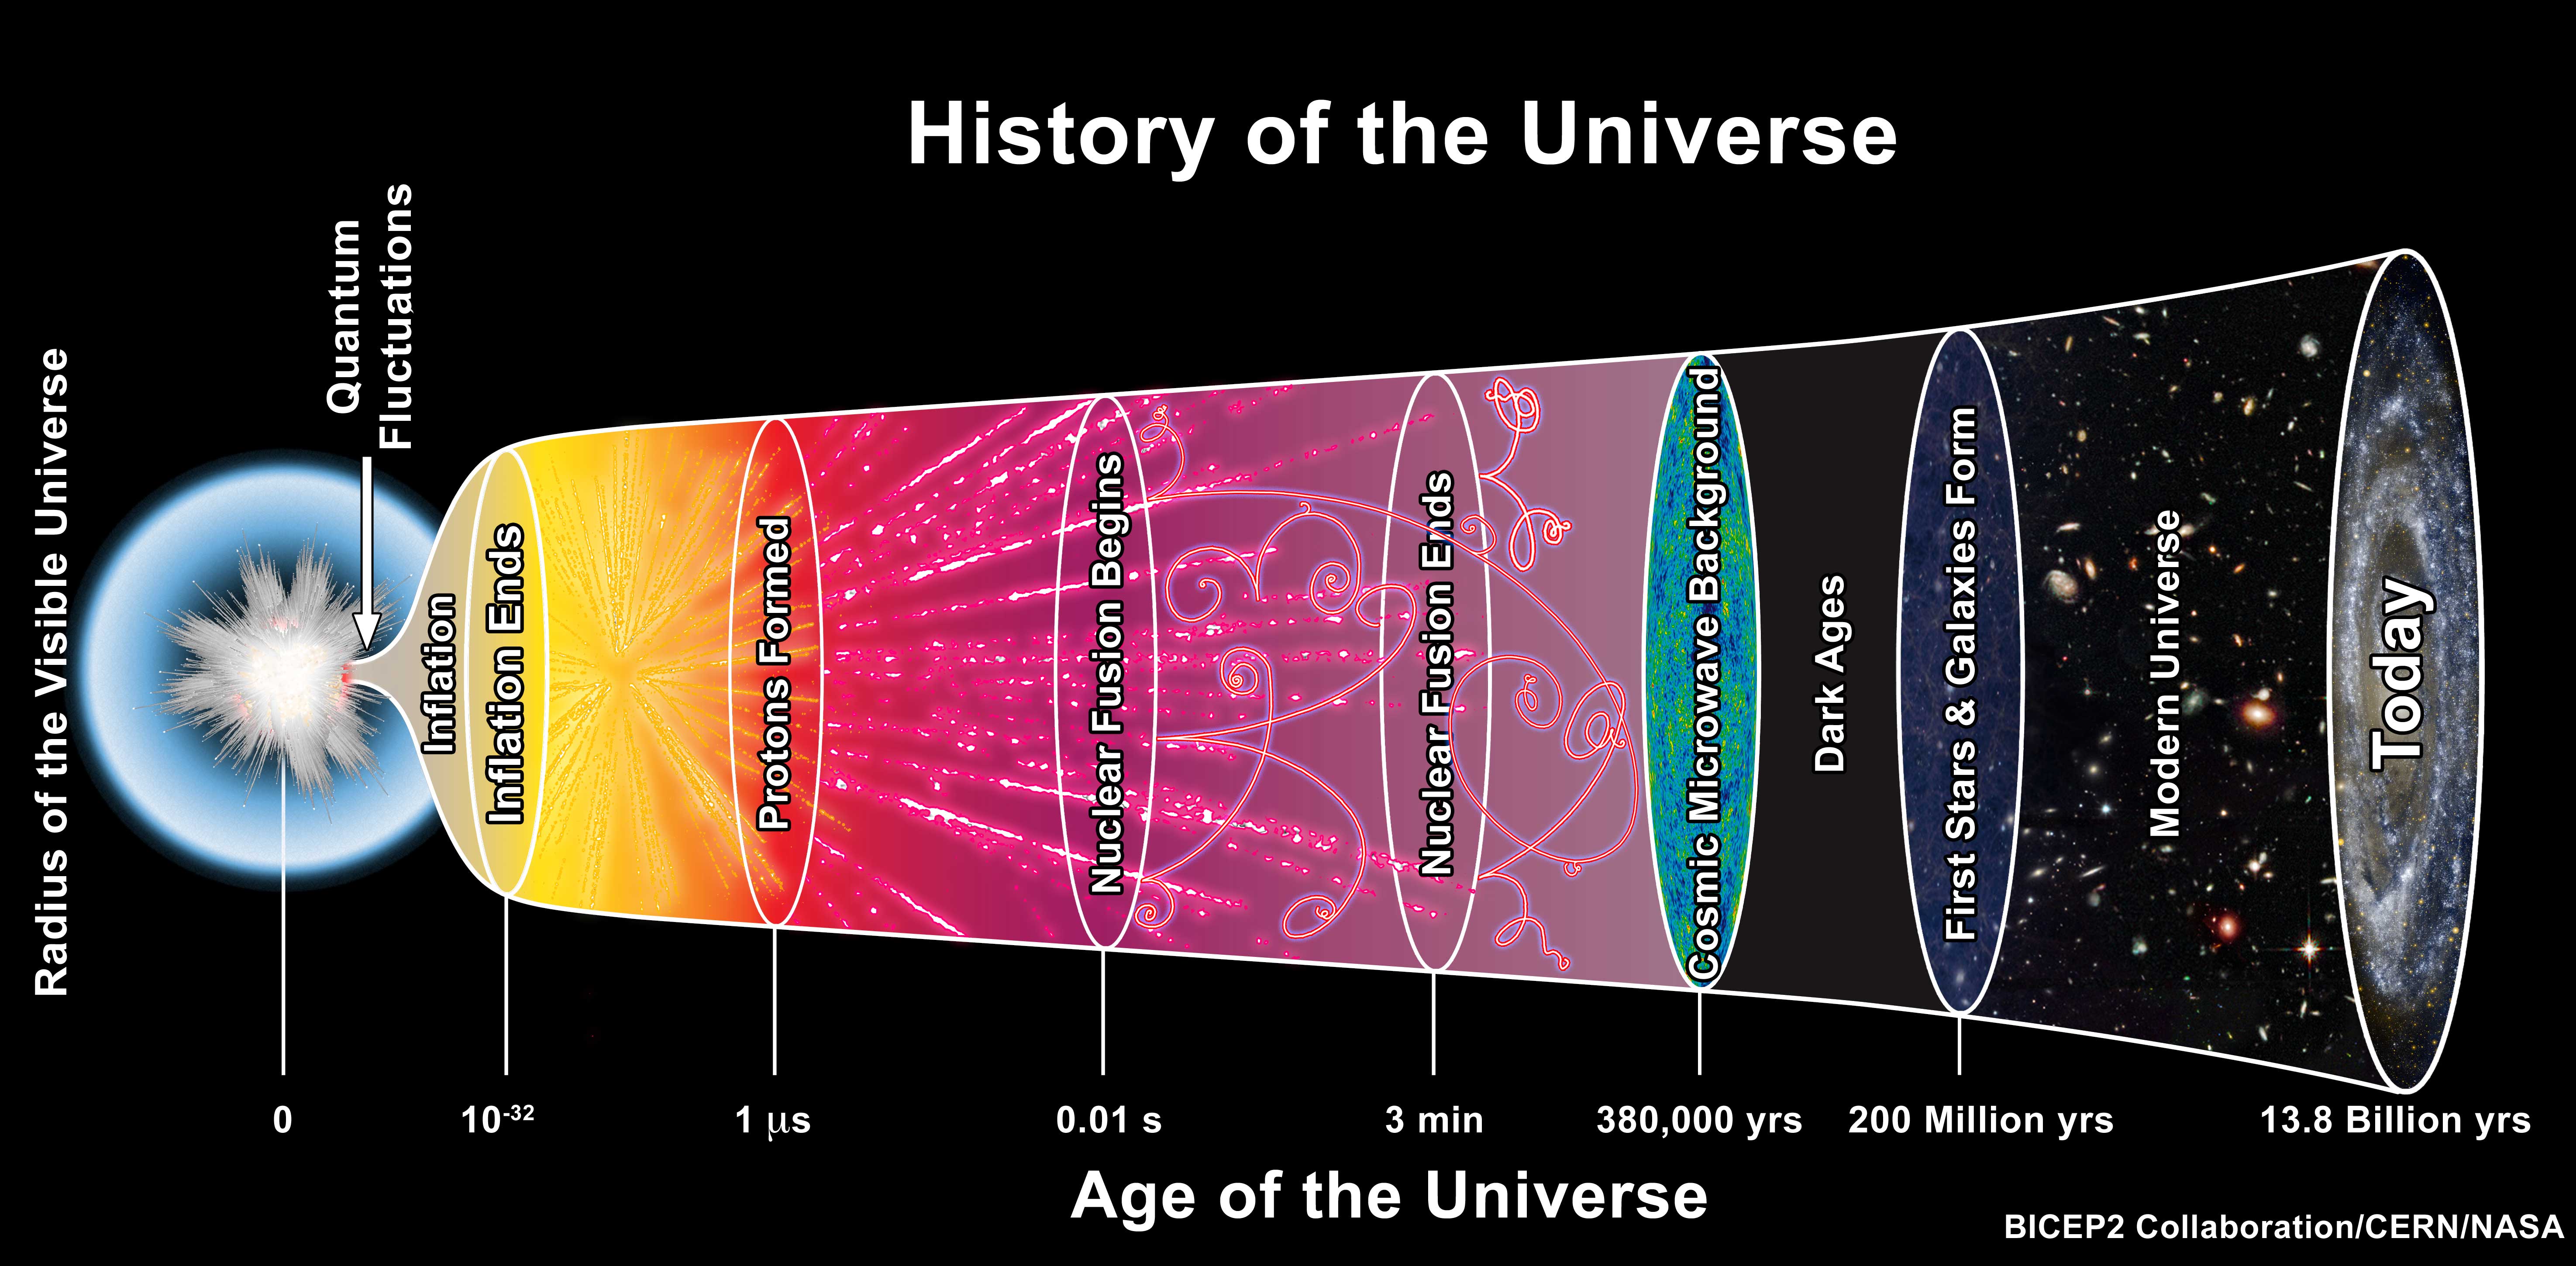 History of the Universe
Radius of the Visible Universe
Quantum
Fluctuations
Inflation
Inflation Ends
Protons Formed
Nuclear Fusion Begins
Nuclear Fusion Ends
Cosmic Microwave Background
Dark Ages
First Stars & Galaxies Form
Modern Universe
Today
0
10⁻³²
1 μs
0.01 s
3 min
380,000 yrs
200 Million yrs
13.8 Billion yrs
Age of the Universe
BICEP2 Collaboration/CERN/NASA